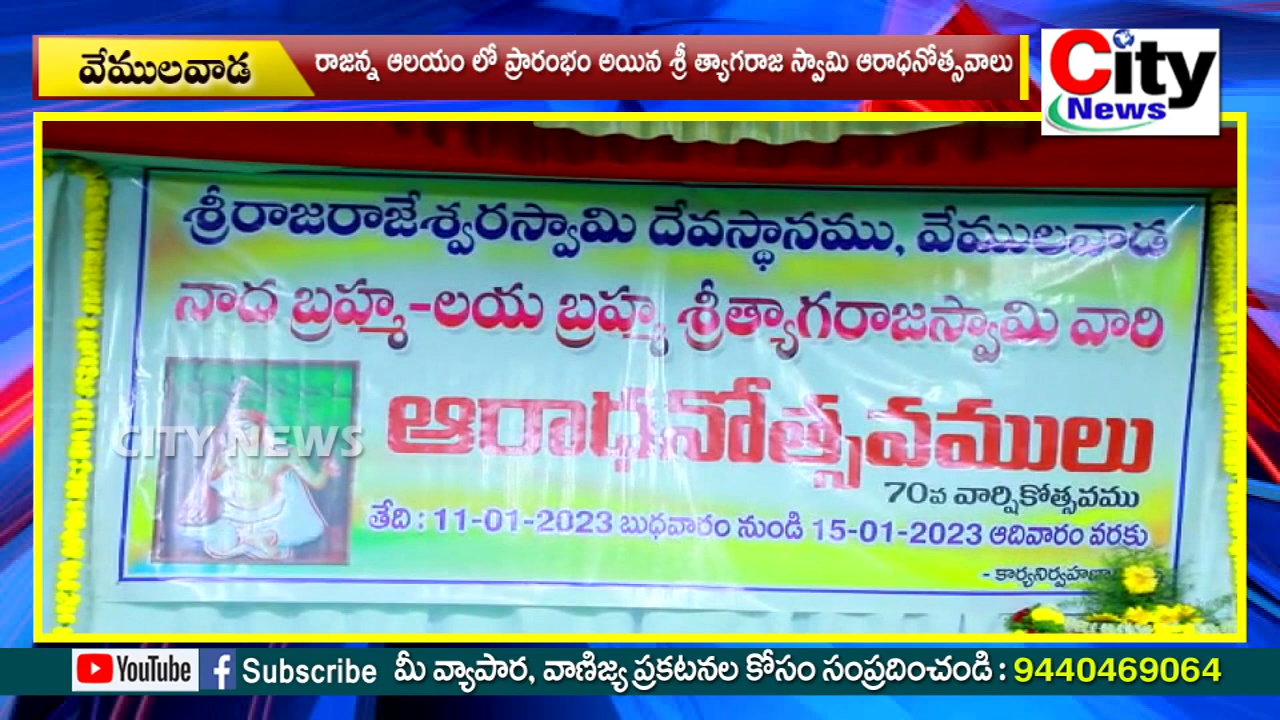 వేములవాడ
రాజన్న ఆలయం లో ప్రారంభం అయిన శ్రీ త్యాగరాజ స్వామి ఆరాధనోత్సవాలు
City
News
శ్రీరాజరాజేశ్వరస్వామి దేవస్థానము, వేములవాడ
నాద బ్రహ్మ-లయ బ్రహ్మ శ్రీత్యాగరాజస్వామి వారి
ఆరాధనోత్సవములు
CITY NEWS
70వ వార్షికోత్సవము
తేది : 11-01-2023 బుధవారం నుండి 15-01-2023 ఆదివారం వరకు
YouTube f Subscribe మీ వ్యాపార, వాణిజ్య ప్రకటనల కోసం సంప్రదించండి : 9440469064